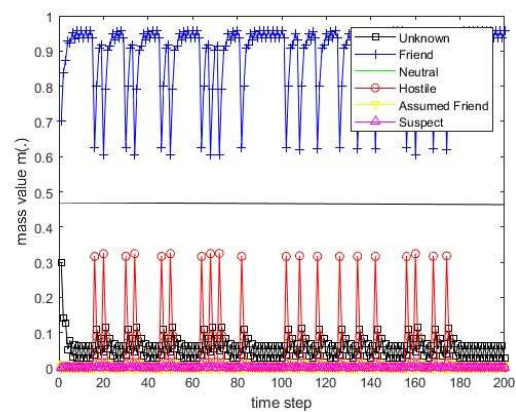 1
0.9
0.8
0.7
0.6
0.5
0.4
0.3
0.2
0.1
0
mass value m(.)
Unknown
Friend
Neutral
Hostile
Assumed Friend
Suspect
0 20 40 60 80 100 120 140 160 180 200
time step